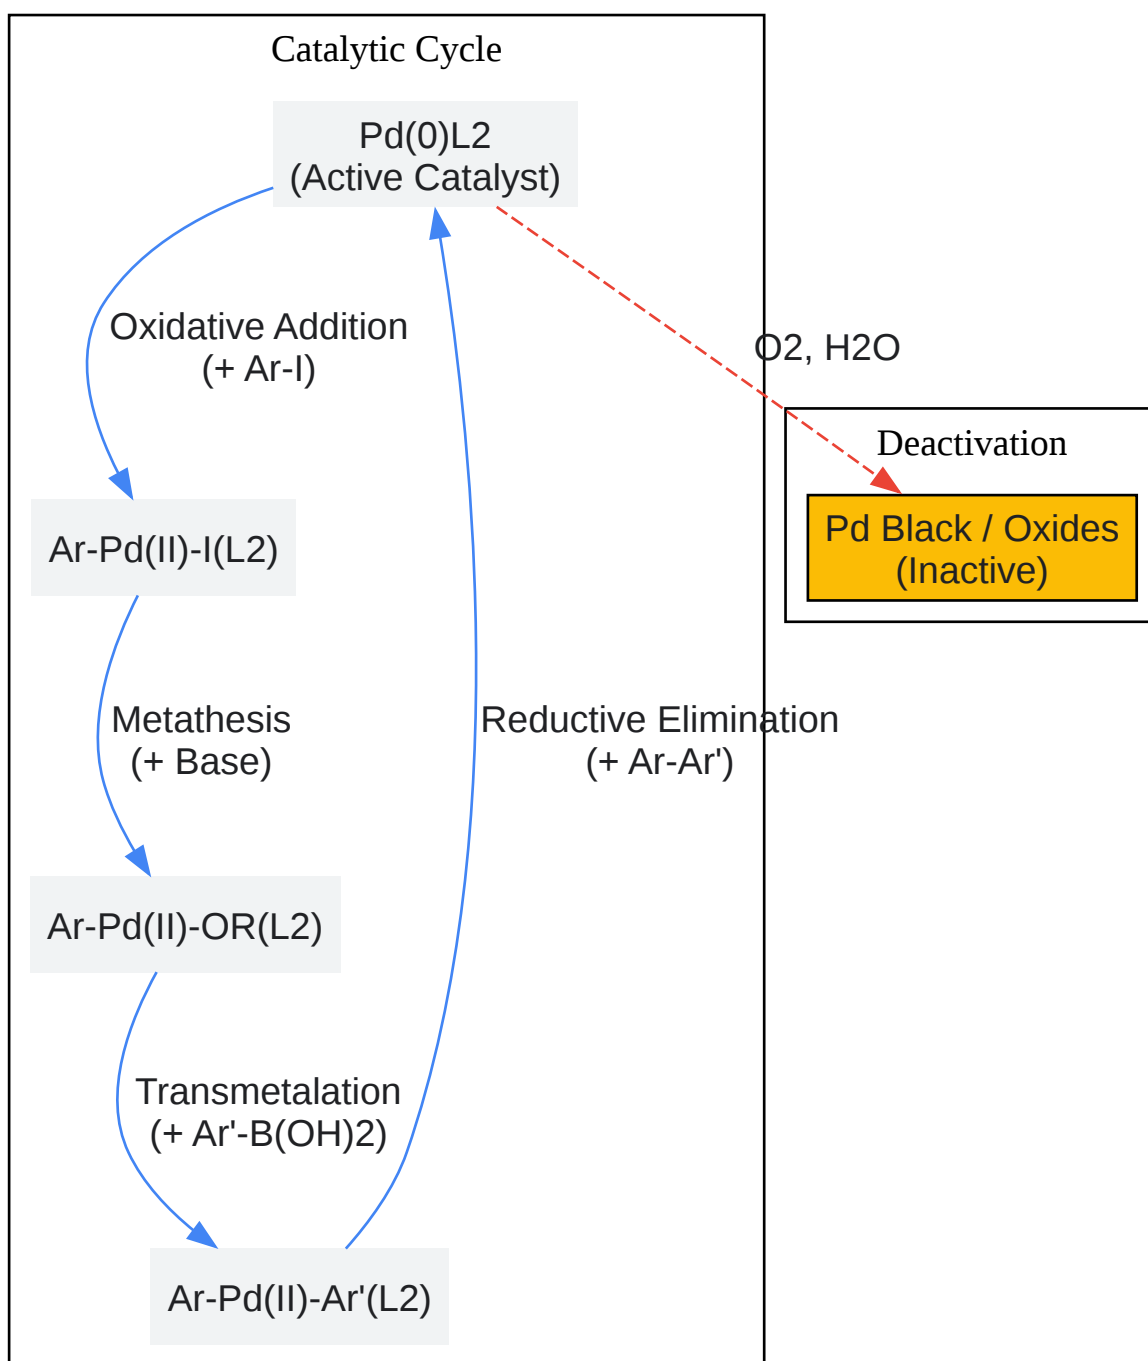 Catalytic Cycle
Pd(0)L2
(Active Catalyst)
Oxidative Addition
(+ Ar-I)
O2, H2O
Deactivation
Pd Black / Oxides
(Inactive)
Ar-Pd(II)-I(L2)
Metathesis
(+ Base)
Reductive Elimination
(+ Ar-Ar')
Ar-Pd(II)-OR(L2)
Transmetalation
(+ Ar'-B(OH)2)
Ar-Pd(II)-Ar'(L2)